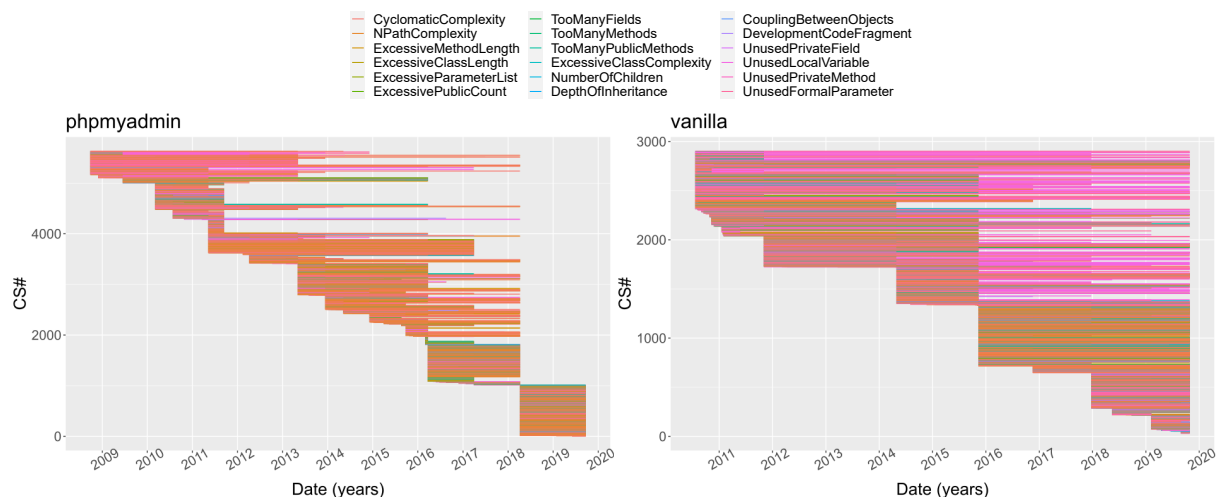 CyclomaticComplexity TooManyFields CouplingBetweenObjects
NPathComplexity TooManyMethods DevelopmentCodeFragment
ExcessiveMethodLength TooManyPublicMethods UnusedPrivateField
ExcessiveClassLength ExcessiveClassComplexity UnusedLocalVariable
ExcessiveParameterList NumberOfChildren UnusedPrivateMethod
ExcessivePublicCount DepthOfInheritance UnusedFormalParameter
phpmyadmin
CS#
4000
2000
0
2009 2010 2011 2012 2013 2014 2015 2016 2017 2018 2019 2020
Date (years)
vanilla
CS#
3000
2000
1000
0
2011 2012 2013 2014 2015 2016 2017 2018 2019 2020
Date (years)